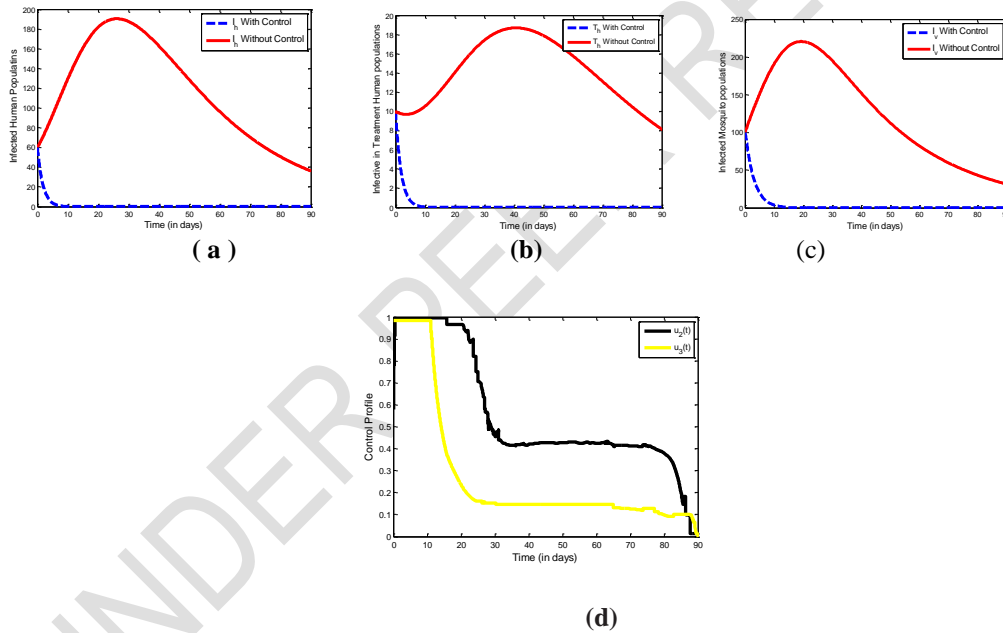 200
180
160
140
120
100
80
60
40
20
0
Infected Human Populatins
I_h With Control
I_h Without Control
0 10 20 30 40 50 60 70 80 90
Time (in days)
( a )
20
18
16
14
12
10
8
6
4
2
0
Infective in Treatment Human populations
T_h With Control
T_h Without Control
0 10 20 30 40 50 60 70 80 90
Time (in days)
(b)
250
200
150
100
50
0
Infected Mosquito populations
I_v With Control
I_v Without Control
0 10 20 30 40 50 60 70 80 90
Time (in days)
(c)
1
0.9
0.8
0.7
0.6
0.5
0.4
0.3
0.2
0.1
0
Control Profile
u_2(t)
u_3(t)
0 10 20 30 40 50 60 70 80 90
Time (in days)
(d)
UNDER PEER RE